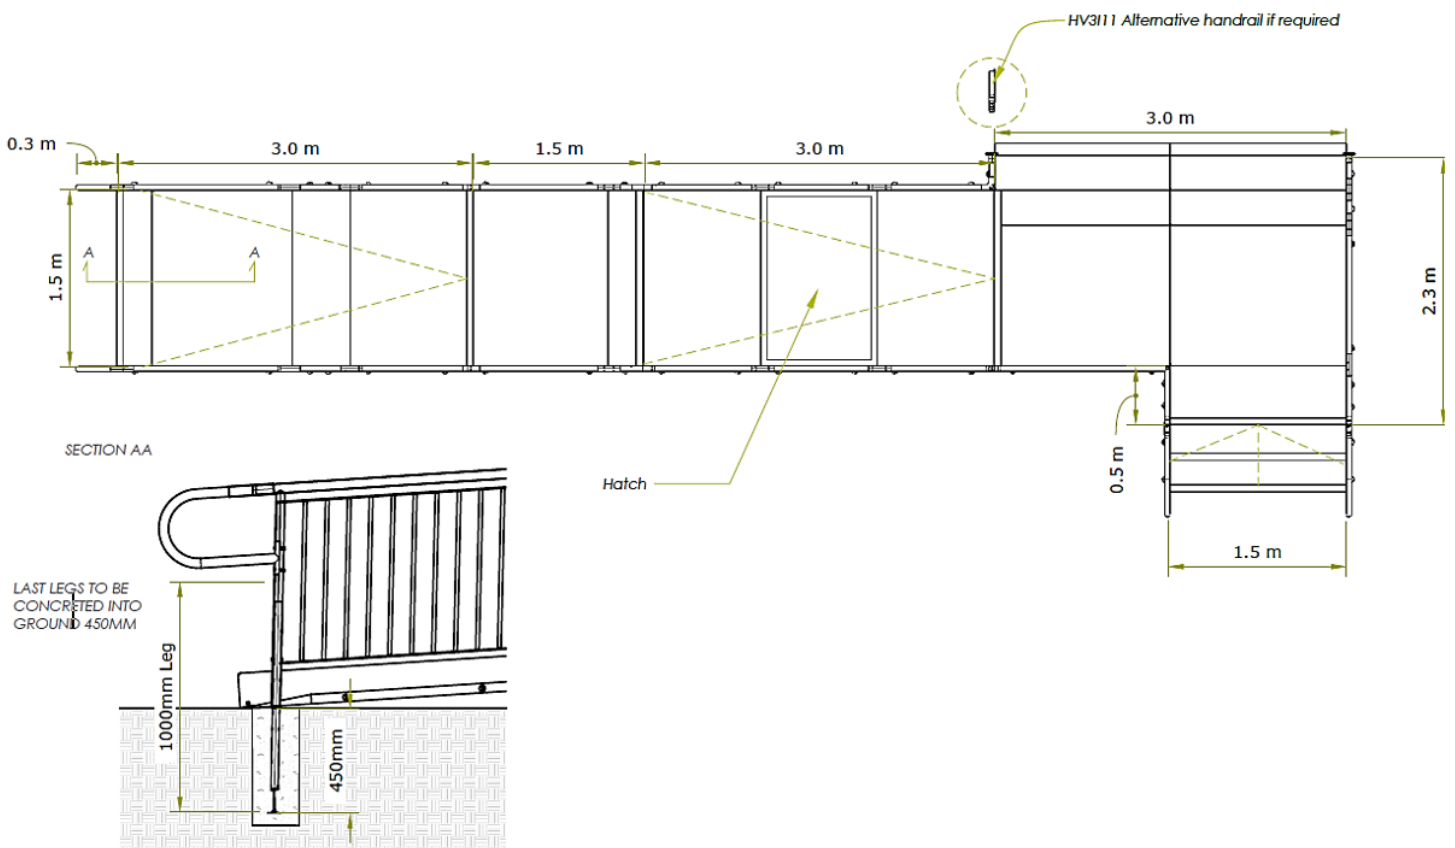 HV3I11 Alternative handrail if required
3.0 m
0.3 m
3.0 m
1.5 m
3.0 m
A
A
1.5 m
2.3 m
0.5 m
SECTION AA
Hatch
1.5 m
LAST LEGS TO BE
CONCRETED INTO
GROUND 450MM
1000mm Leg
450mm